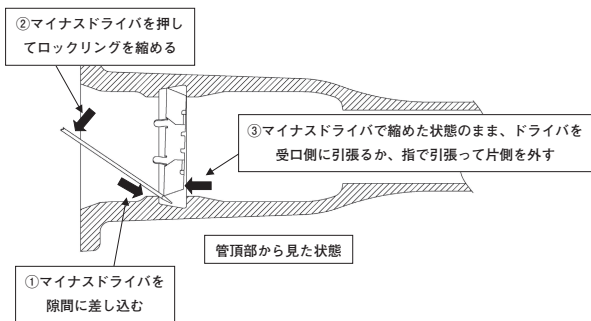 ②マイナスドライバを押し
てロックリングを縮める
③マイナスドライバで縮めた状態のまま、ドライバを
受口側に引張るか、指で引張って片側を外す
管頂部から見た状態
①マイナスドライバを
隙間に差し込む